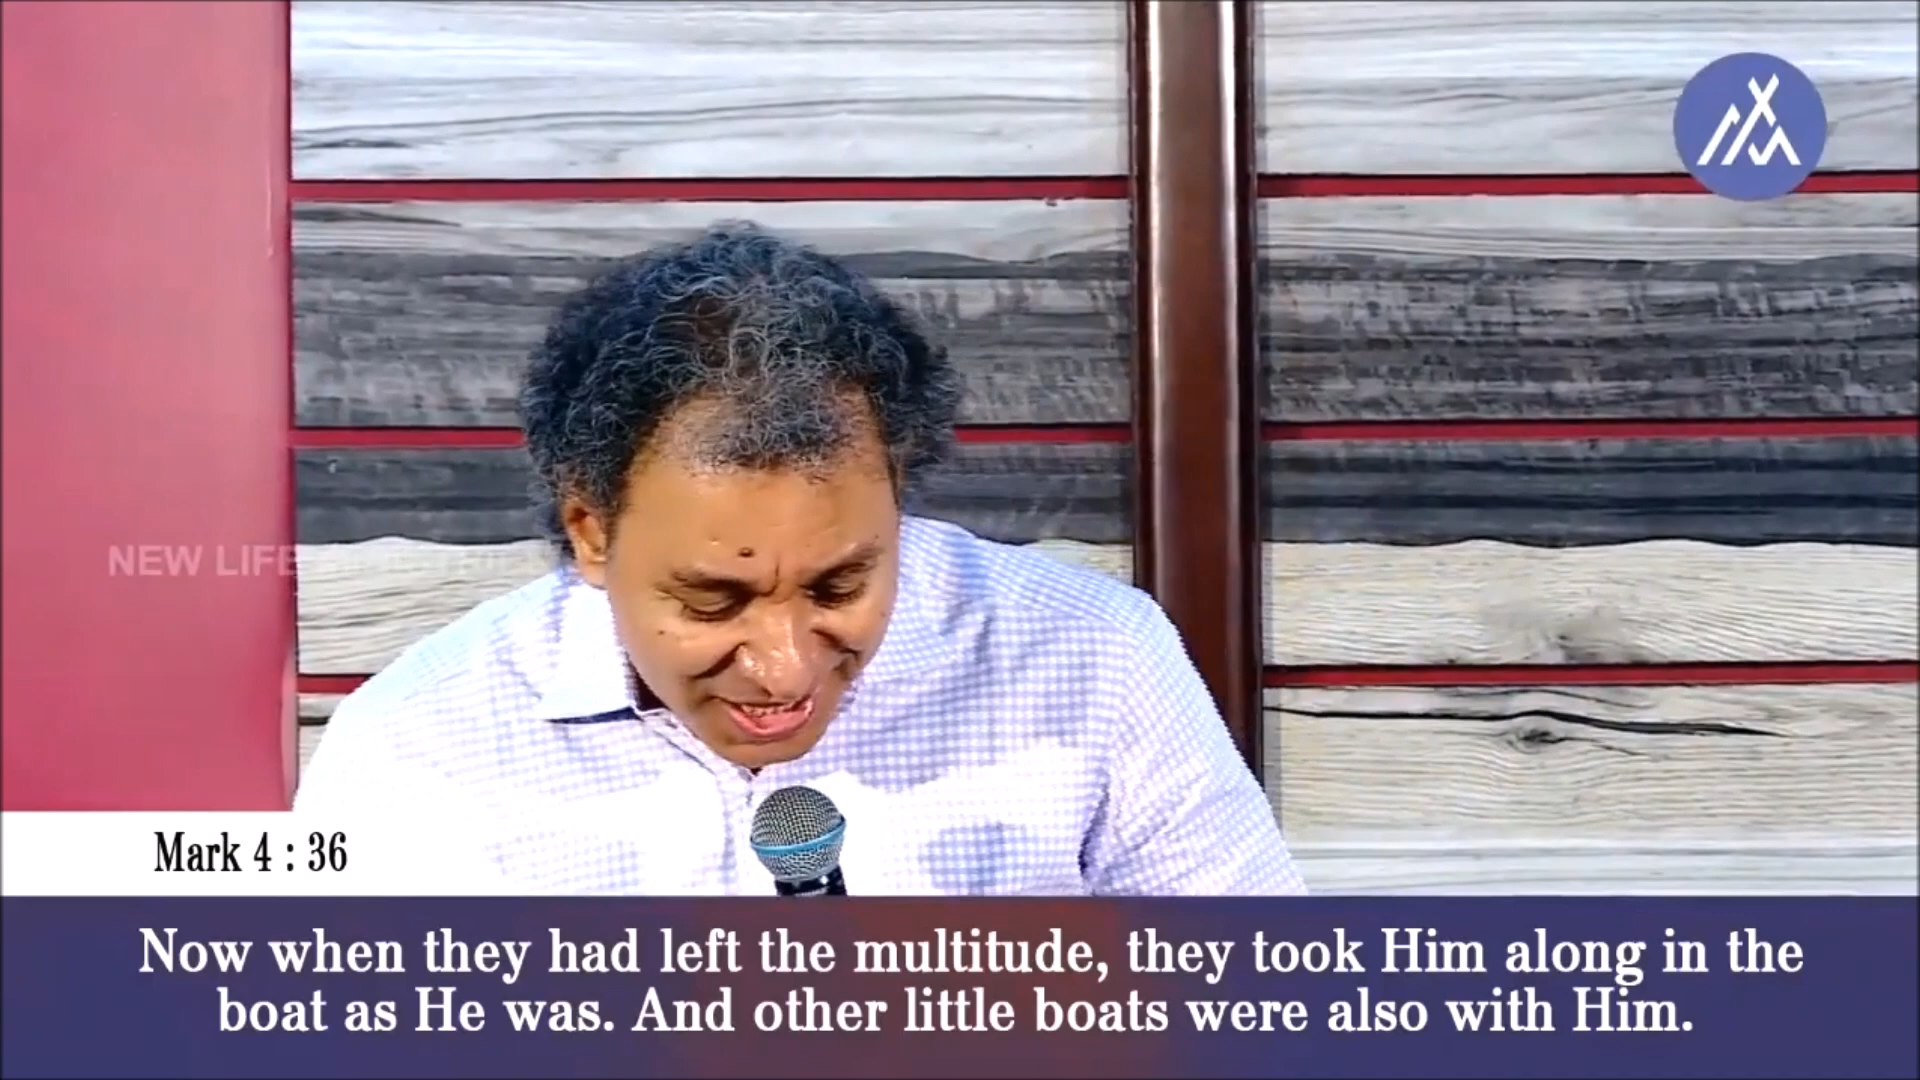 NEW LIFE
Mark 4 : 36
Now when they had left the multitude, they took Him along in the
boat as He was. And other little boats were also with Him.